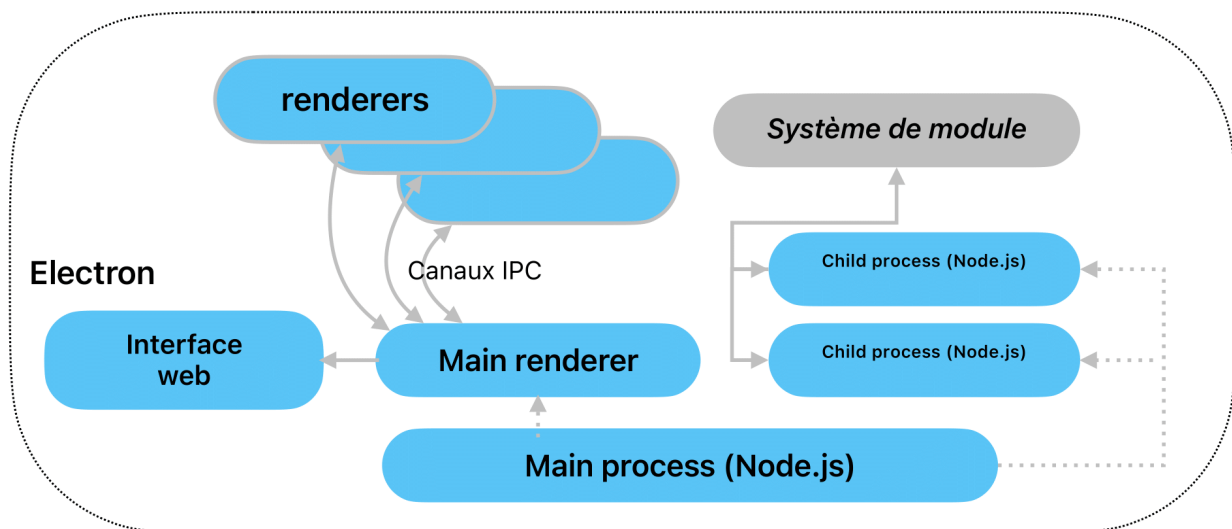 renderers
Système de module
Canaux IPC
Child process (Node.js)
Electron
Interface
web
Main renderer
Child process (Node.js)
Main process (Node.js)